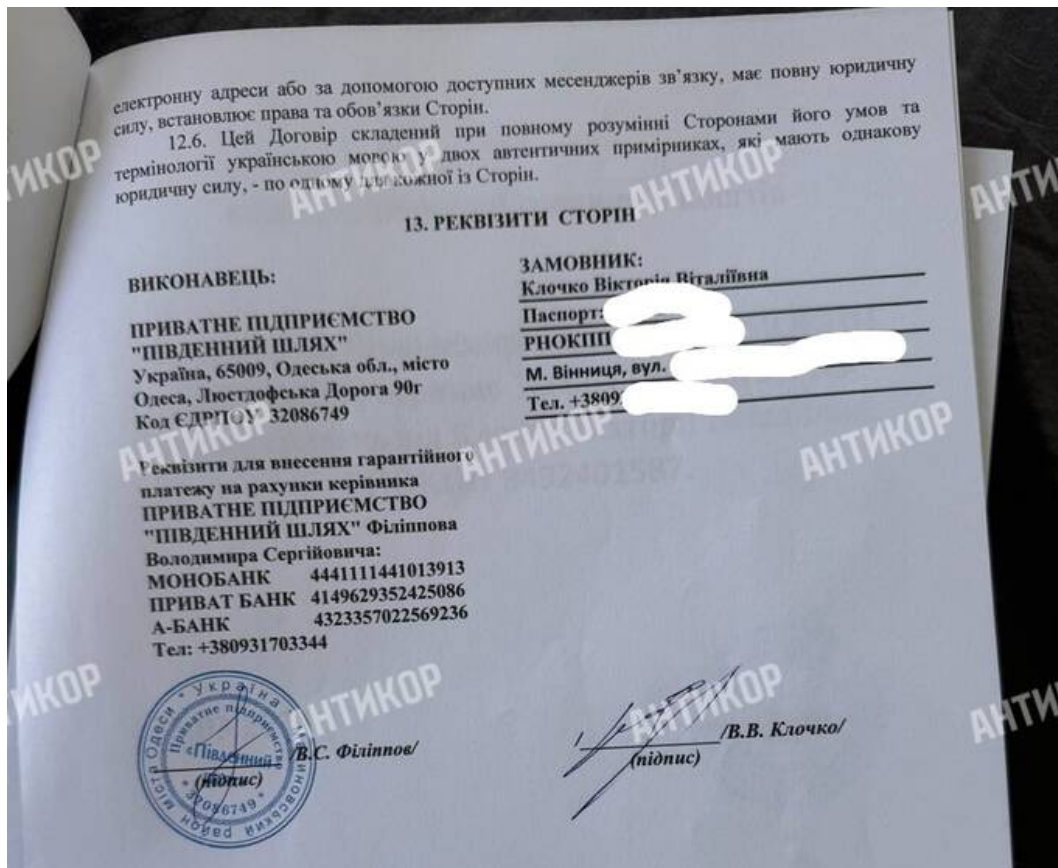 електронну адреси або за допомогою доступних месенджерів зв'язку, має повну юридичну
силу, встановлює права та обов'язки Сторін.
12.6. Цей Договір складений при повному розумінні Сторонами його умов та
термінології українською мовою у двох автентичних примірниках, які мають однакову
юридичну силу, - по одному для кожної із Сторін.
13. РЕКВІЗИТИ СТОРІН
ВИКОНАВЕЦЬ:
ПРИВАТНЕ ПІДПРИЄМСТВО
"ПІВДЕННИЙ ШЛЯХ"
Україна, 65009, Одеська обл., місто
Одеса, Люстдофська Дорога 90г
Код ЄДРПОУ 32086749
Реквізити для внесення гарантійного
платежу на рахунки керівника
ПРИВАТНЕ ПІДПРИЄМСТВО
"ПІВДЕННИЙ ШЛЯХ" Філіппова
Володимира Сергійовича:
МОНОБАНК 4441111441013913
ПРИВАТ БАНК 4149629352425086
А-БАНК 4323357022569236
Тел: +380931703344
ЗАМОВНИК:
Клочко Вікторія Віталіївна
Паспорт:
РНОКПП
М. Вінниця, вул.
Тел. +3809
/В.С. Філіппов/
(підпис)
/В.В. Клочко/
(підпис)
Україна * район міста Одеси *
Приватне підприємство
«Південний
* 32086749 *
АНТИКОР
АНТИКОР
АНТИКОР
АНТИКОР
АНТИКОР
АНТИКОР
АНТИКОР
АНТИКОР